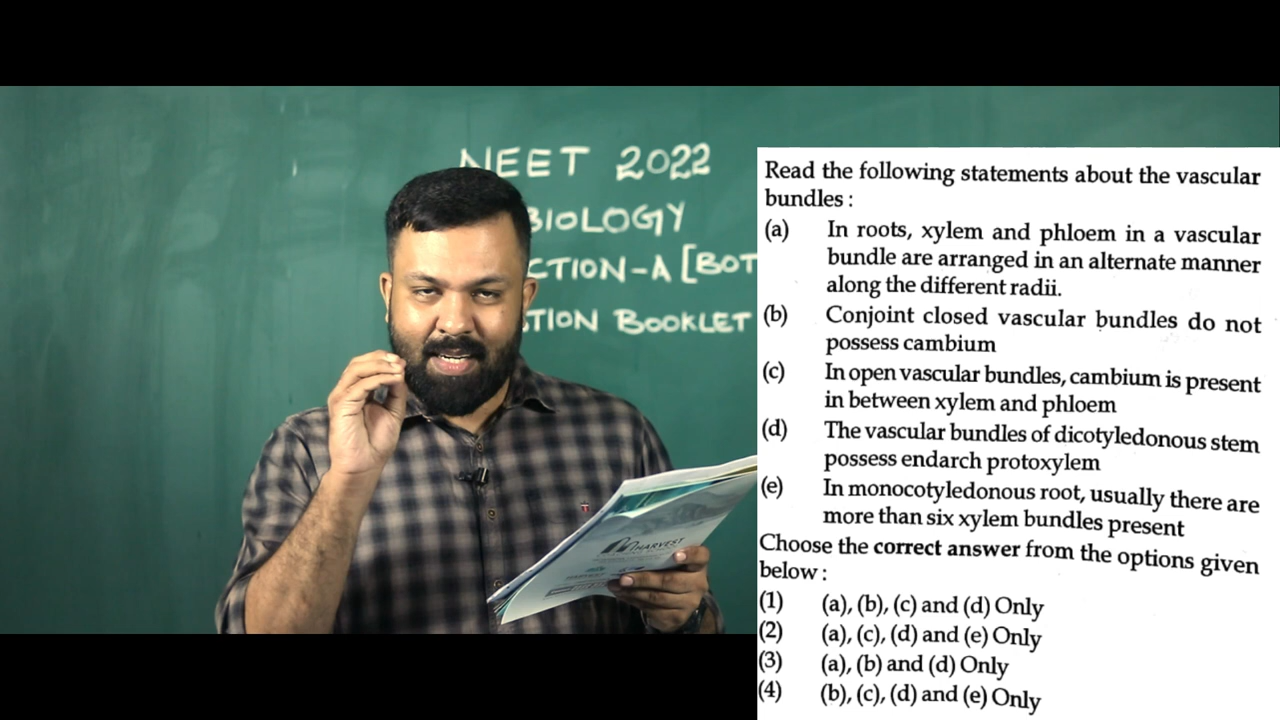 NEET 2022
BIOLOGY
CTION-A [BOT
TION BOOKLET
HARVEST
Read the following statements about the vascular
bundles :
(a) In roots, xylem and phloem in a vascular
bundle are arranged in an alternate manner
along the different radii.
(b) Conjoint closed vascular bundles do not
possess cambium
(c) In open vascular bundles, cambium is present
in between xylem and phloem
(d) The vascular bundles of dicotyledonous stem
possess endarch protoxylem
(e) In monocotyledonous root, usually there are
more than six xylem bundles present
Choose the correct answer from the options given
below :
(1) (a), (b), (c) and (d) Only
(2) (a), (c), (d) and (e) Only
(3) (a), (b) and (d) Only
(4) (b), (c), (d) and (e) Only